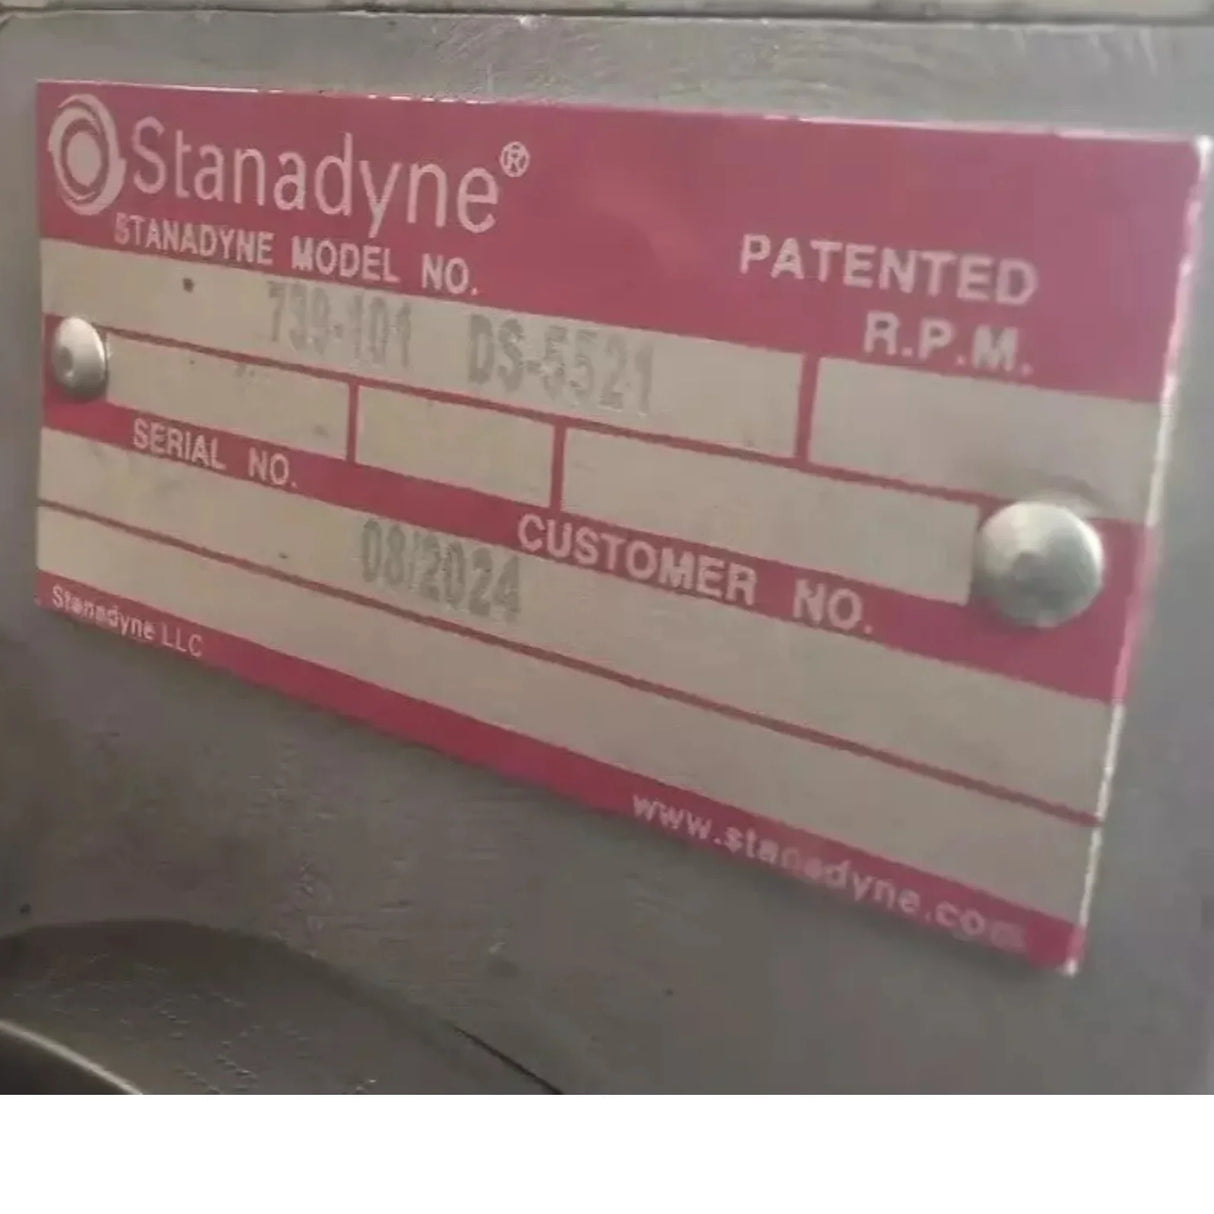 Stanadyne®
STANADYNE MODEL NO.
PATENTED
R.P.M.
739-101 DS-5521
SERIAL NO.
CUSTOMER NO.
08/2024
Stanadyne LLC
www.stanadyne.com